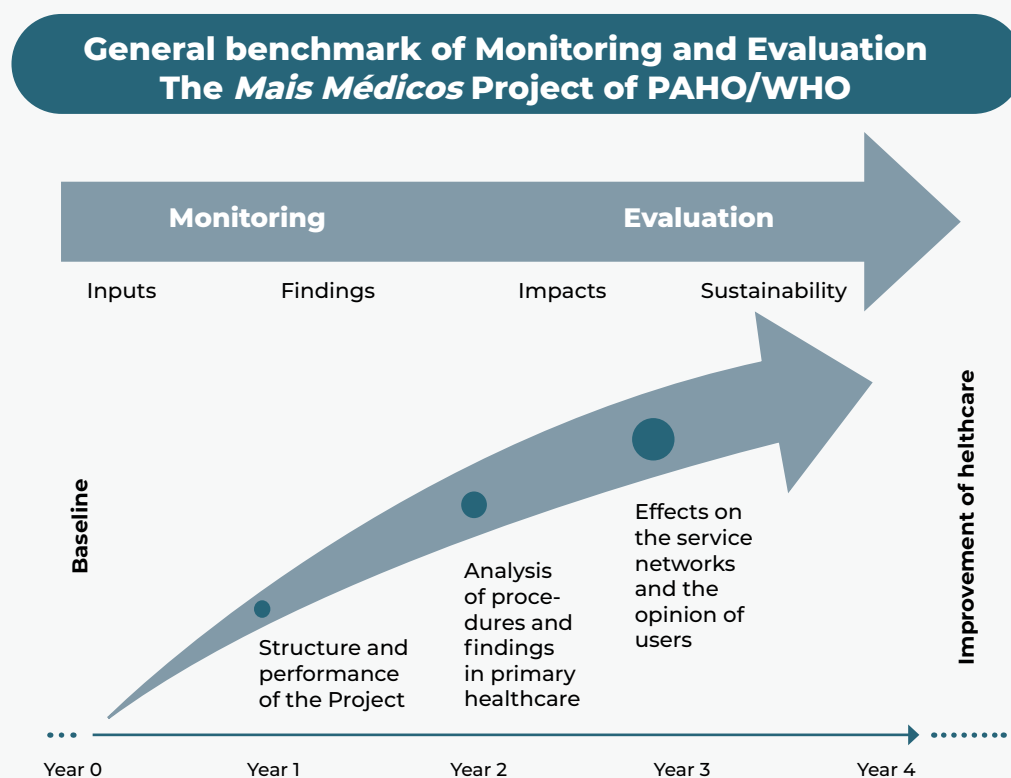 General benchmark of Monitoring and Evaluation
The Mais Médicos Project of PAHO/WHO
Monitoring
Evaluation
Inputs
Findings
Impacts
Sustainability
Baseline
Structure and
performance
of the Project
Analysis
of proce-
dures and
findings
in primary
healthcare
Effects on
the service
networks
and the
opinion of
users
Improvement of helthcare
Year 0
Year 1
Year 2
Year 3
Year 4